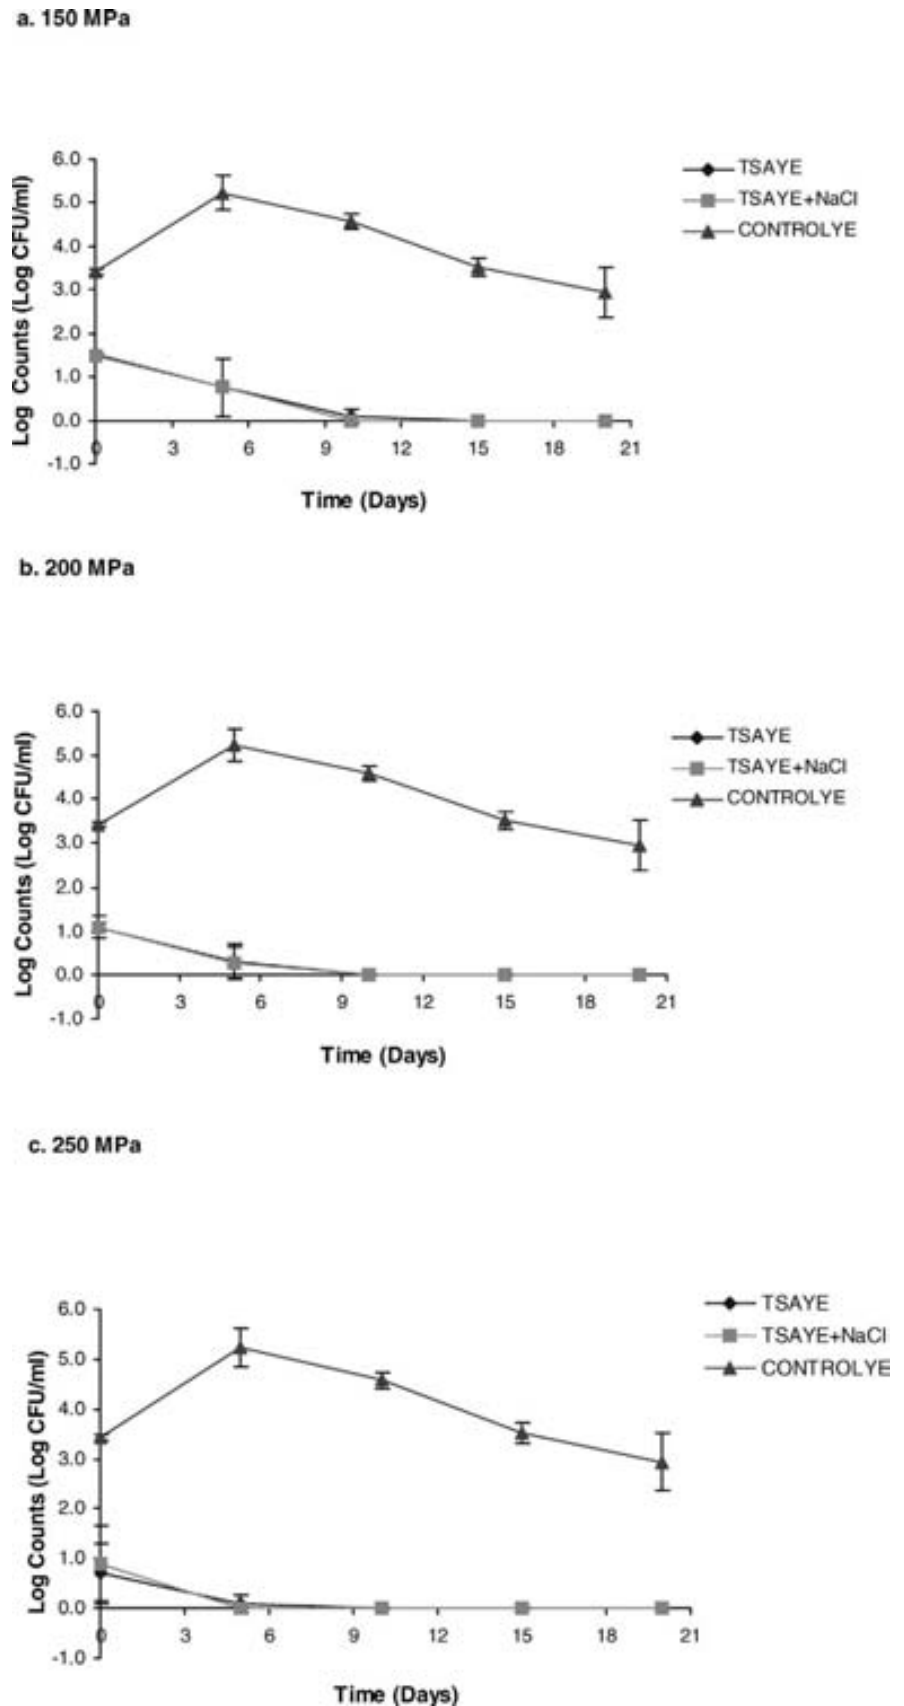 a. 150 MPa
6.0
5.0
4.0
3.0
2.0
1.0
0.0
-1.0
Log Counts (Log CFU/ml)
0 3 6 9 12 15 18 21
Time (Days)
TSAYE
TSAYE+NaCl
CONTROLYE
b. 200 MPa
6.0
5.0
4.0
3.0
2.0
1.0
0.0
-1.0
Log Counts (Log CFU/ml)
0 3 6 9 12 15 18 21
Time (Days)
TSAYE
TSAYE+NaCl
CONTROLYE
c. 250 MPa
6.0
5.0
4.0
3.0
2.0
1.0
0.0
-1.0
Log Counts (Log CFU/ml)
0 3 6 9 12 15 18 21
Time (Days)
TSAYE
TSAYE+NaCl
CONTROLYE